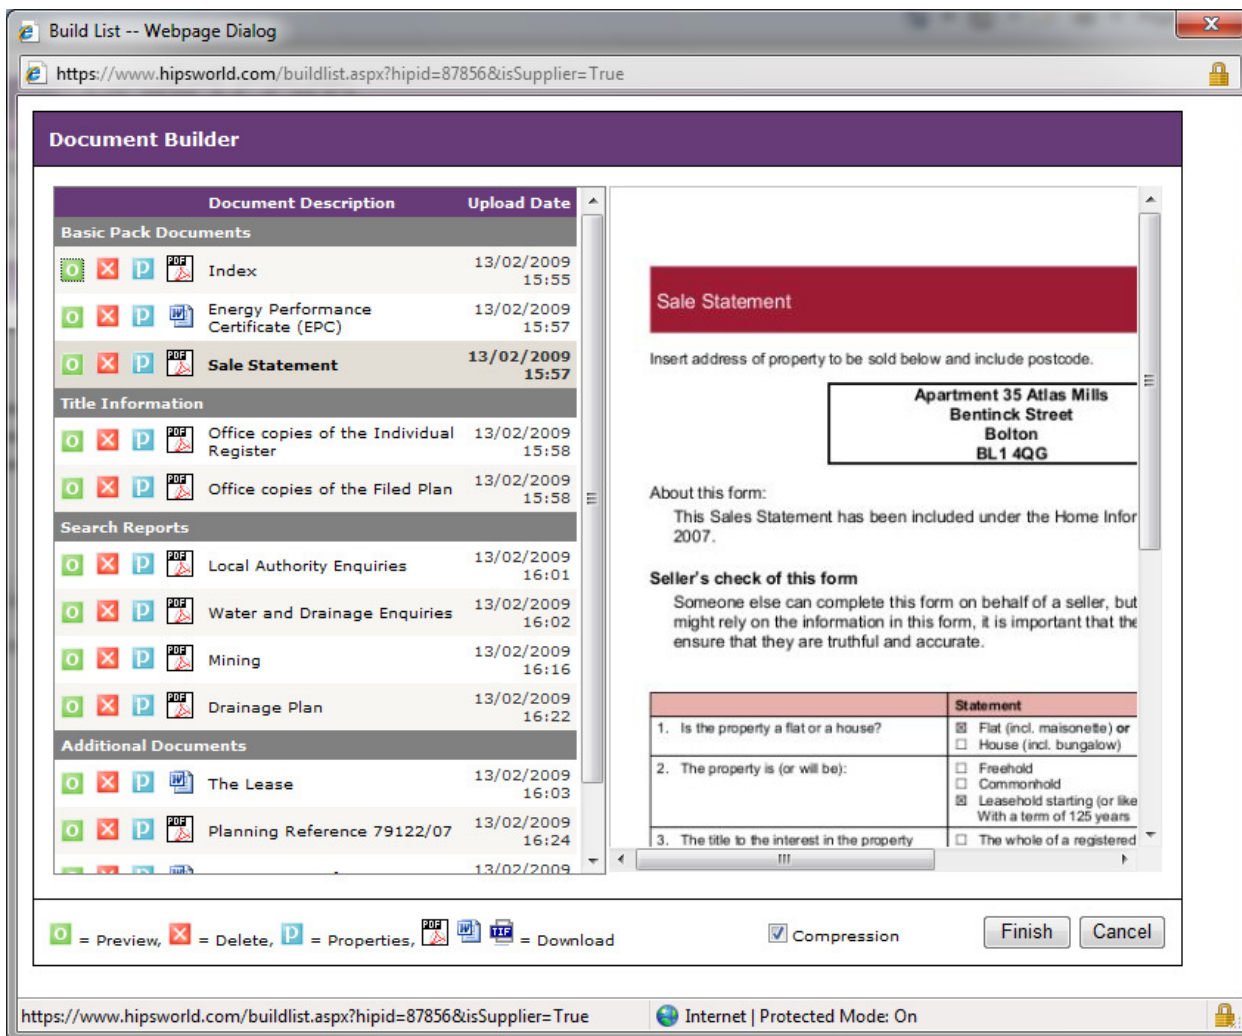 Build List -- Webpage Dialog
X
https://www.hipsworld.com/buildlist.aspx?hipid=87856&isSupplier=True
Document Builder
Document Description Upload Date
Basic Pack Documents
O X P PDF Index 13/02/2009
15:55
O X P W Energy Performance 13/02/2009
Certificate (EPC) 15:57
O X P PDF Sale Statement 13/02/2009
15:57
Title Information
O X P PDF Office copies of the Individual 13/02/2009
Register 15:58
O X P PDF Office copies of the Filed Plan 13/02/2009
15:58
Search Reports
O X P PDF Local Authority Enquiries 13/02/2009
16:01
O X P PDF Water and Drainage Enquiries 13/02/2009
16:02
O X P PDF Mining 13/02/2009
16:16
O X P PDF Drainage Plan 13/02/2009
16:22
Additional Documents
O X P W The Lease 13/02/2009
16:03
O X P PDF Planning Reference 79122/07 13/02/2009
16:24
13/02/2009
Sale Statement
Insert address of property to be sold below and include postcode.
Apartment 35 Atlas Mills
Bentinck Street
Bolton
BL1 4QG
About this form:
This Sales Statement has been included under the Home Infor
2007.
Seller's check of this form
Someone else can complete this form on behalf of a seller, but
might rely on the information in this form, it is important that the
ensure that they are truthful and accurate.
Statement
1. Is the property a flat or a house? ☒ Flat (incl. maisonette) or
☐ House (incl. bungalow)
2. The property is (or will be): ☐ Freehold
☐ Commonhold
☒ Leasehold starting (or like
With a term of 125 years
3. The title to the interest in the property ☐ The whole of a registered
O = Preview, X = Delete, P = Properties, PDF W TIF = Download
Compression
Finish Cancel
https://www.hipsworld.com/buildlist.aspx?hipid=87856&isSupplier=True Internet | Protected Mode: On